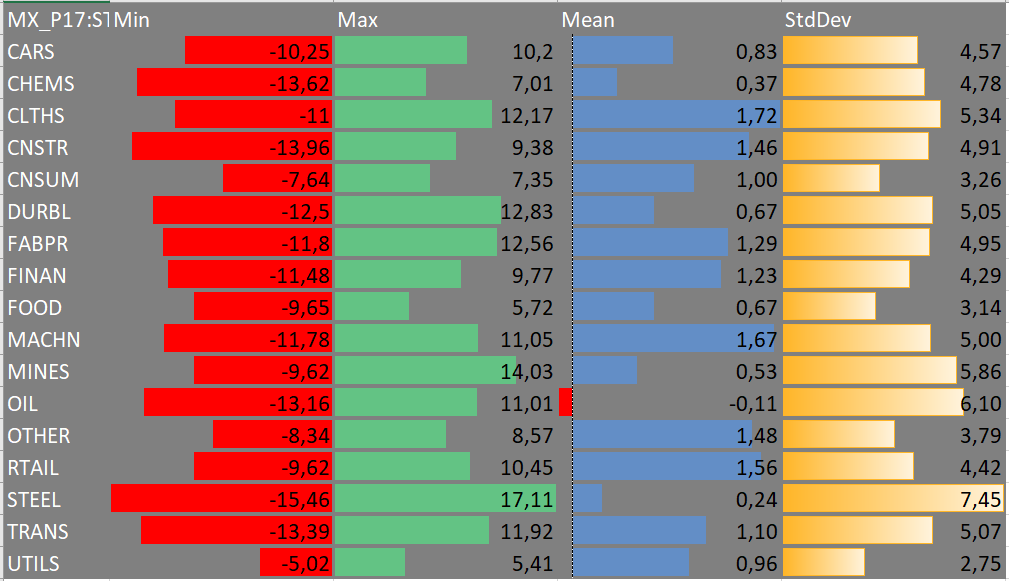 MX_P17:ST Min Max Mean StdDev
CARS -10,25 10,2 0,83 4,57
CHEMS -13,62 7,01 0,37 4,78
CLTHS -11 12,17 1,72 5,34
CNSTR -13,96 9,38 1,46 4,91
CNSUM -7,64 7,35 1,00 3,26
DURBL -12,5 12,83 0,67 5,05
FABPR -11,8 12,56 1,29 4,95
FINAN -11,48 9,77 1,23 4,29
FOOD -9,65 5,72 0,67 3,14
MACHN -11,78 11,05 1,67 5,00
MINES -9,62 14,03 0,53 5,86
OIL -13,16 11,01 -0,11 6,10
OTHER -8,34 8,57 1,48 3,79
RTAIL -9,62 10,45 1,56 4,42
STEEL -15,46 17,11 0,24 7,45
TRANS -13,39 11,92 1,10 5,07
UTILS -5,02 5,41 0,96 2,75